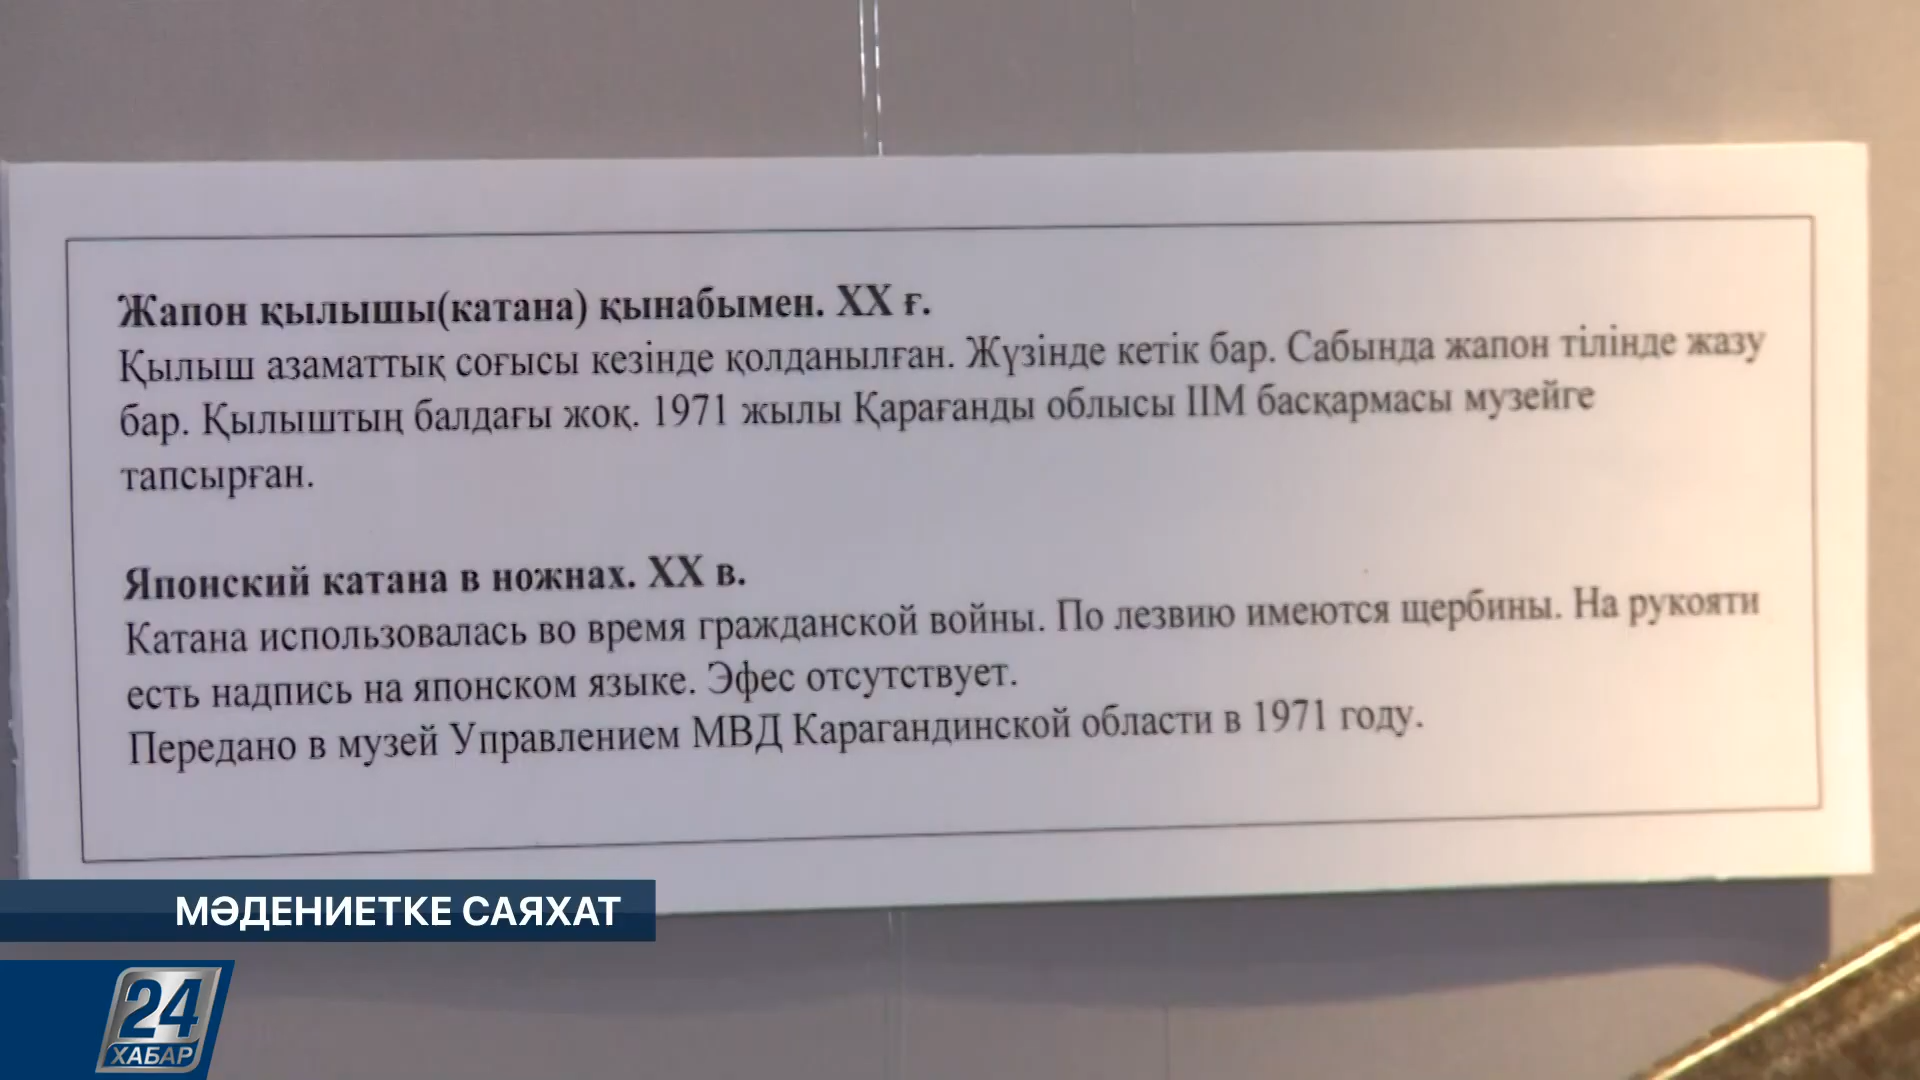 Жапон қылышы(катана) қынабымен. XX ғ.
Қылыш азаматтық соғысы кезінде қолданылған. Жүзінде кетік бар. Сабында жапон тілінде жазу
бар. Қылыштың балдағы жоқ. 1971 жылы Қарағанды облысы ІІМ басқармасы музейге
тапсырған.
Японский катана в ножнах. XX в.
Катана использовалась во время гражданской войны. По лезвию имеются щербины. На рукояти
есть надпись на японском языке. Эфес отсутствует.
Передано в музей Управлением МВД Карагандинской области в 1971 году.
МӘДЕНИЕТКЕ САЯХАТ
24
ХАБАР